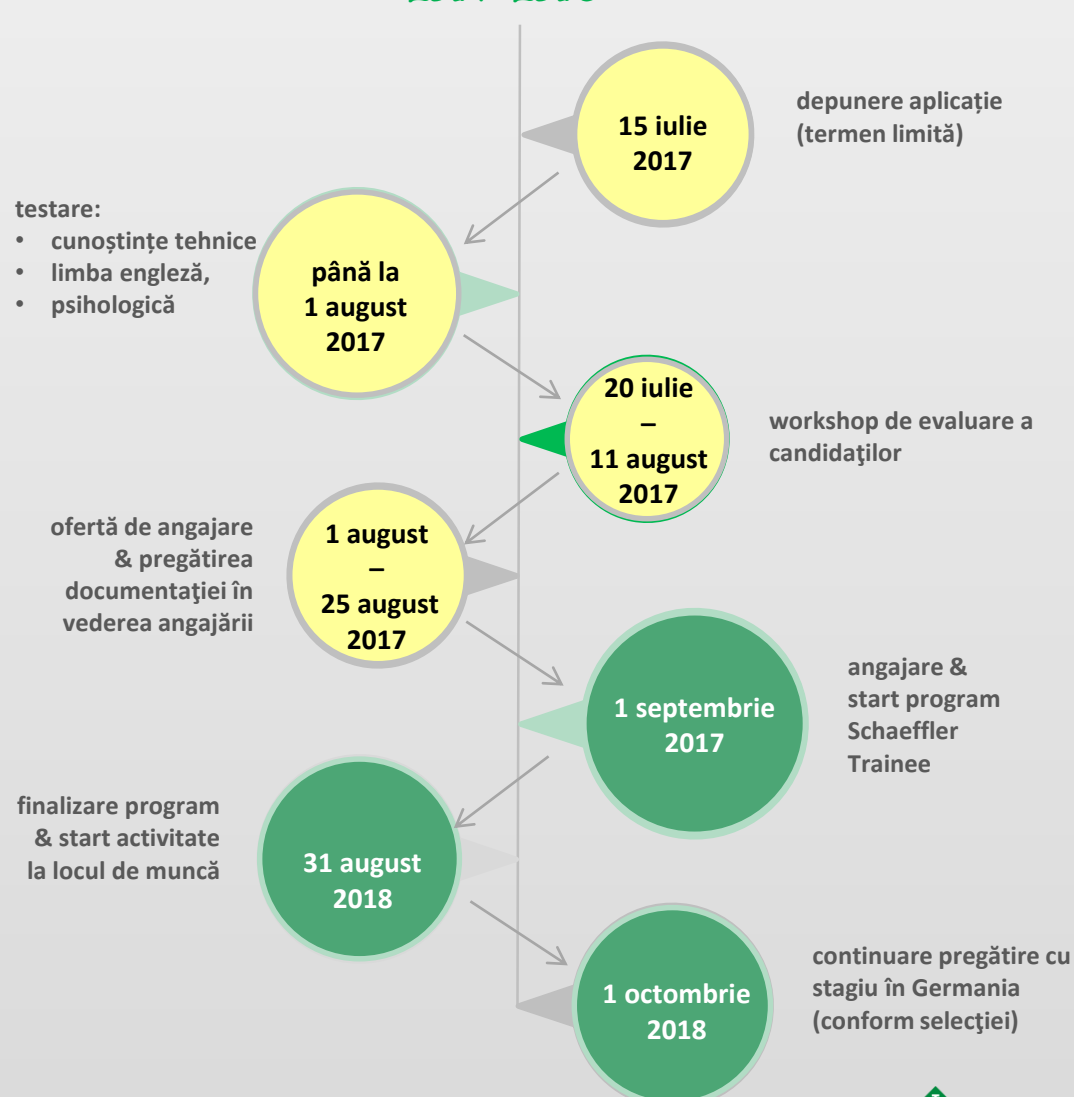 15 iulie
2017
depunere aplicație
(termen limită)
testare:
• cunoștințe tehnice
• limba engleză,
• psihologică
până la
1 august
2017
20 iulie
–
11 august
2017
workshop de evaluare a
candidaţilor
ofertă de angajare
& pregătirea
documentaţiei în
vederea angajării
1 august
–
25 august
2017
1 septembrie
2017
angajare &
start program
Schaeffler
Trainee
finalizare program
& start activitate
la locul de muncă
31 august
2018
1 octombrie
2018
continuare pregătire cu
stagiu în Germania
(conform selecţiei)